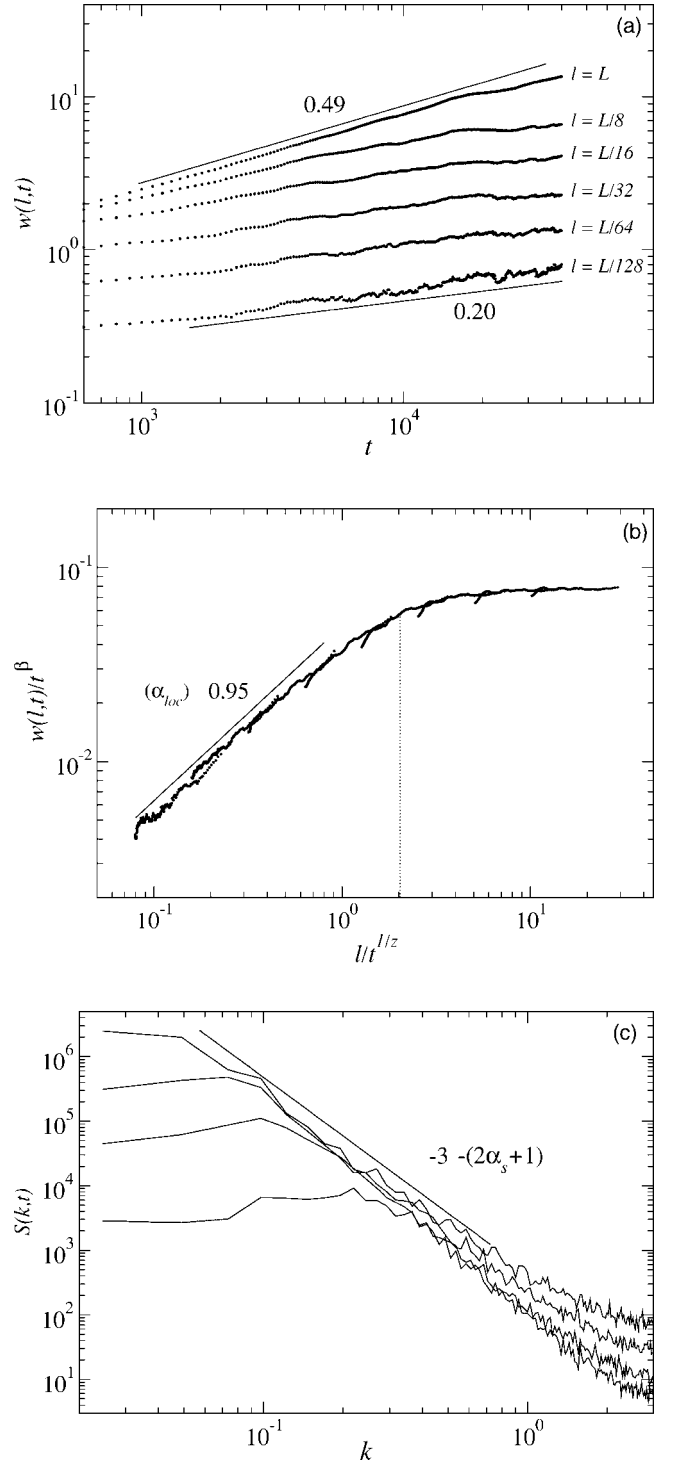 (a)
w(l,t)
10^1
10^0
10^-1
0.49
l = L
l = L/8
l = L/16
l = L/32
l = L/64
l = L/128
0.20
10^3
10^4
t
(b)
w(l,t)/t^β
10^-1
10^-2
(α_loc) 0.95
10^-1
10^0
10^1
l/t^1/z
(c)
S(k,t)
10^6
10^5
10^4
10^3
10^2
10^1
-3 -(2α_s+1)
10^-1
10^0
k